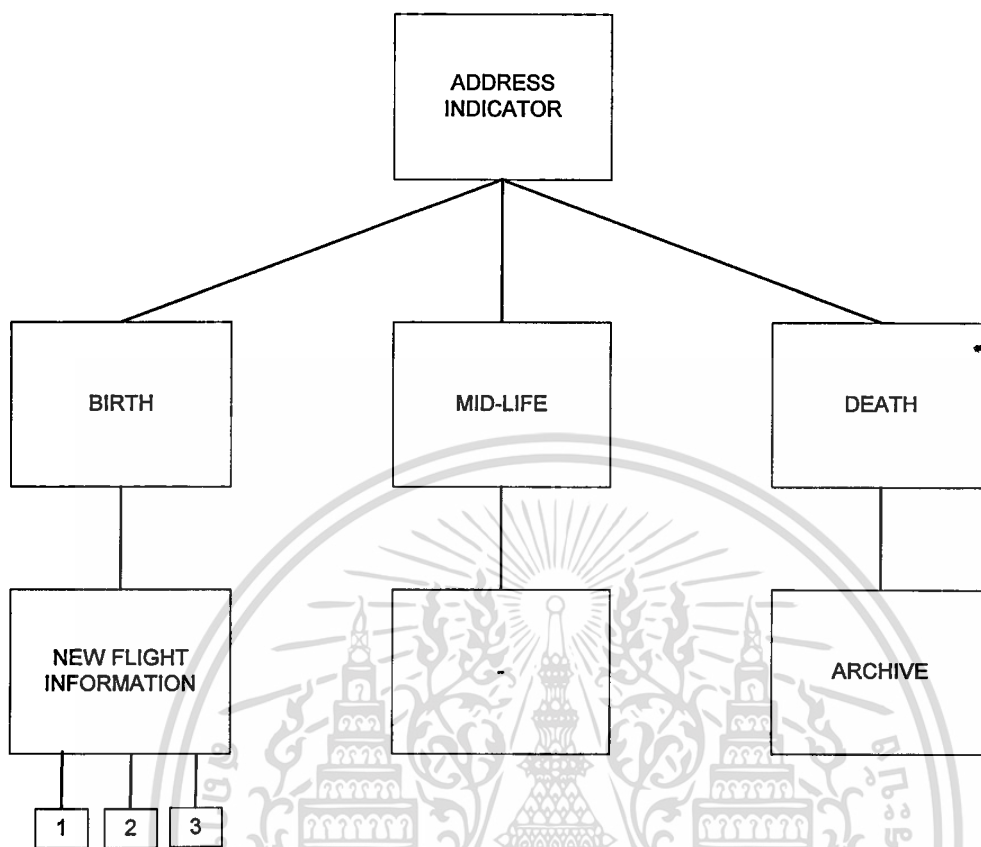 ADDRESS
INDICATOR
BIRTH
MID-LIFE
DEATH
NEW FLIGHT
INFORMATION
-
ARCHIVE
1
2
3